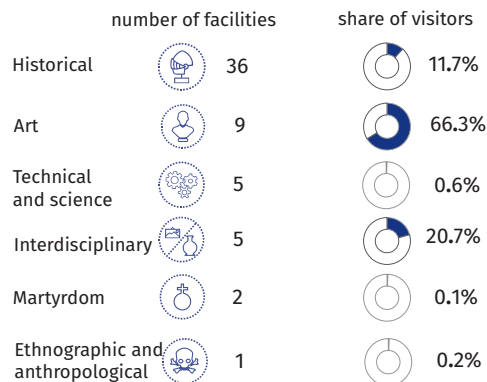 number of facilities share of visitors
Historical 36 11.7%
Art 9 66.3%
Technical
and science 5 0.6%
Interdisciplinary 5 20.7%
Martyrdom 2 0.1%
Ethnographic and
anthropological 1 0.2%